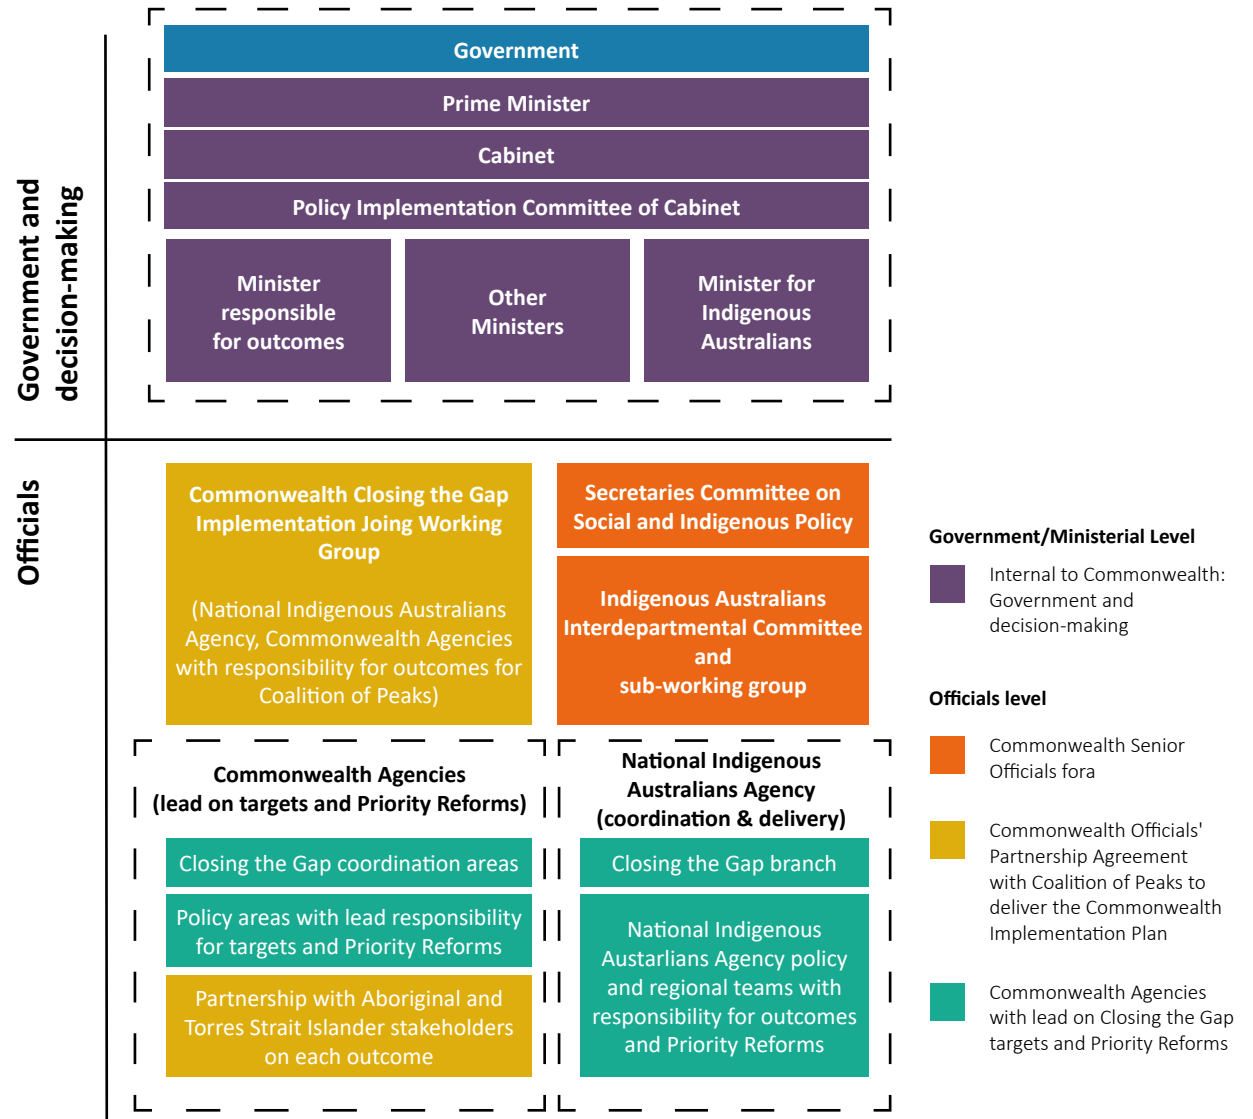 Government and
decision-making
Government
Prime Minister
Cabinet
Policy Implementation Committee of Cabinet
Minister
responsible
for outcomes
Other
Ministers
Minister for
Indigenous
Australians
Officials
Commonwealth Closing the Gap
Implementation Joing Working
Group
(National Indigenous Australians
Agency, Commonwealth Agencies
with responsibility for outcomes for
Coalition of Peaks)
Secretaries Committee on
Social and Indigenous Policy
Indigenous Australians
Interdepartmental Committee
and
sub-working group
Commonwealth Agencies
(lead on targets and Priority Reforms)
Closing the Gap coordination areas
Policy areas with lead responsibility
for targets and Priority Reforms
Partnership with Aboriginal and
Torres Strait Islander stakeholders
on each outcome
National Indigenous
Australians Agency
(coordination & delivery)
Closing the Gap branch
National Indigenous
Austarlians Agency policy
and regional teams with
responsibility for outcomes
and Priority Reforms
Government/Ministerial Level
Internal to Commonwealth:
Government and
decision-making
Officials level
Commonwealth Senior
Officials fora
Commonwealth Officials'
Partnership Agreement
with Coalition of Peaks to
deliver the Commonwealth
Implementation Plan
Commonwealth Agencies
with lead on Closing the Gap
targets and Priority Reforms